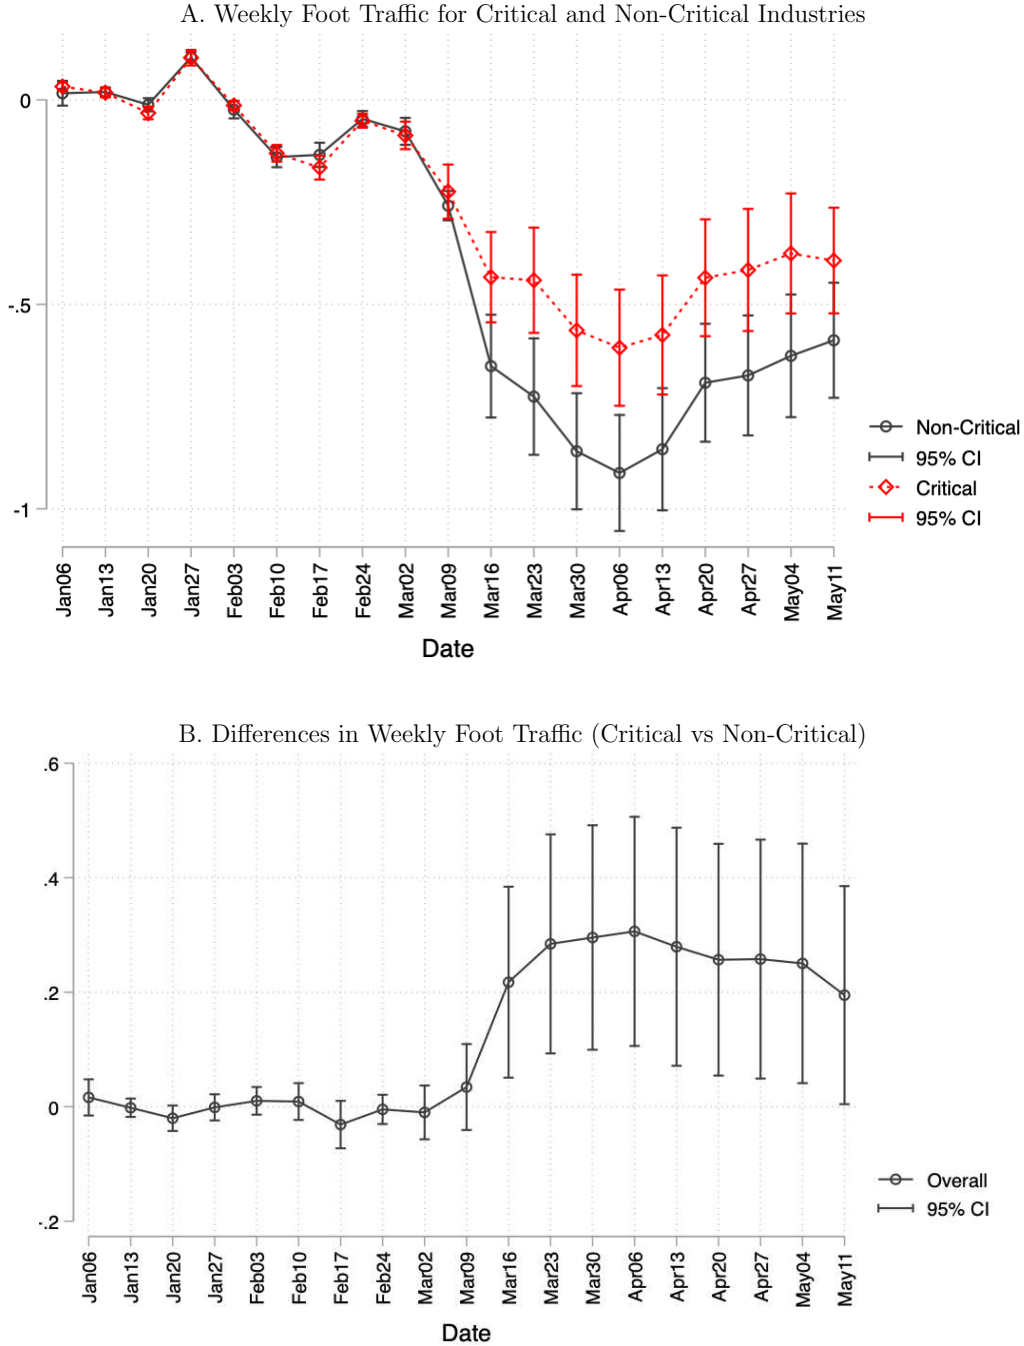 A. Weekly Foot Traffic for Critical and Non-Critical Industries
0
-.5
-1
Jan06 Jan13 Jan20 Jan27 Feb03 Feb10 Feb17 Feb24 Mar02 Mar09 Mar16 Mar23 Mar30 Apr06 Apr13 Apr20 Apr27 May04 May11
Date
Non-Critical
95% CI
Critical
95% CI
B. Differences in Weekly Foot Traffic (Critical vs Non-Critical)
.6
.4
.2
0
-.2
Jan06 Jan13 Jan20 Jan27 Feb03 Feb10 Feb17 Feb24 Mar02 Mar09 Mar16 Mar23 Mar30 Apr06 Apr13 Apr20 Apr27 May04 May11
Date
Overall
95% CI